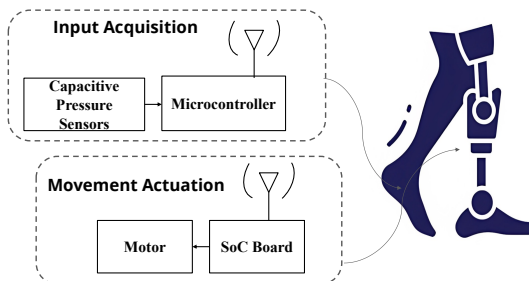 Input Acquisition
Capacitive
Pressure
Sensors
Microcontroller
Movement Actuation
Motor
SoC Board